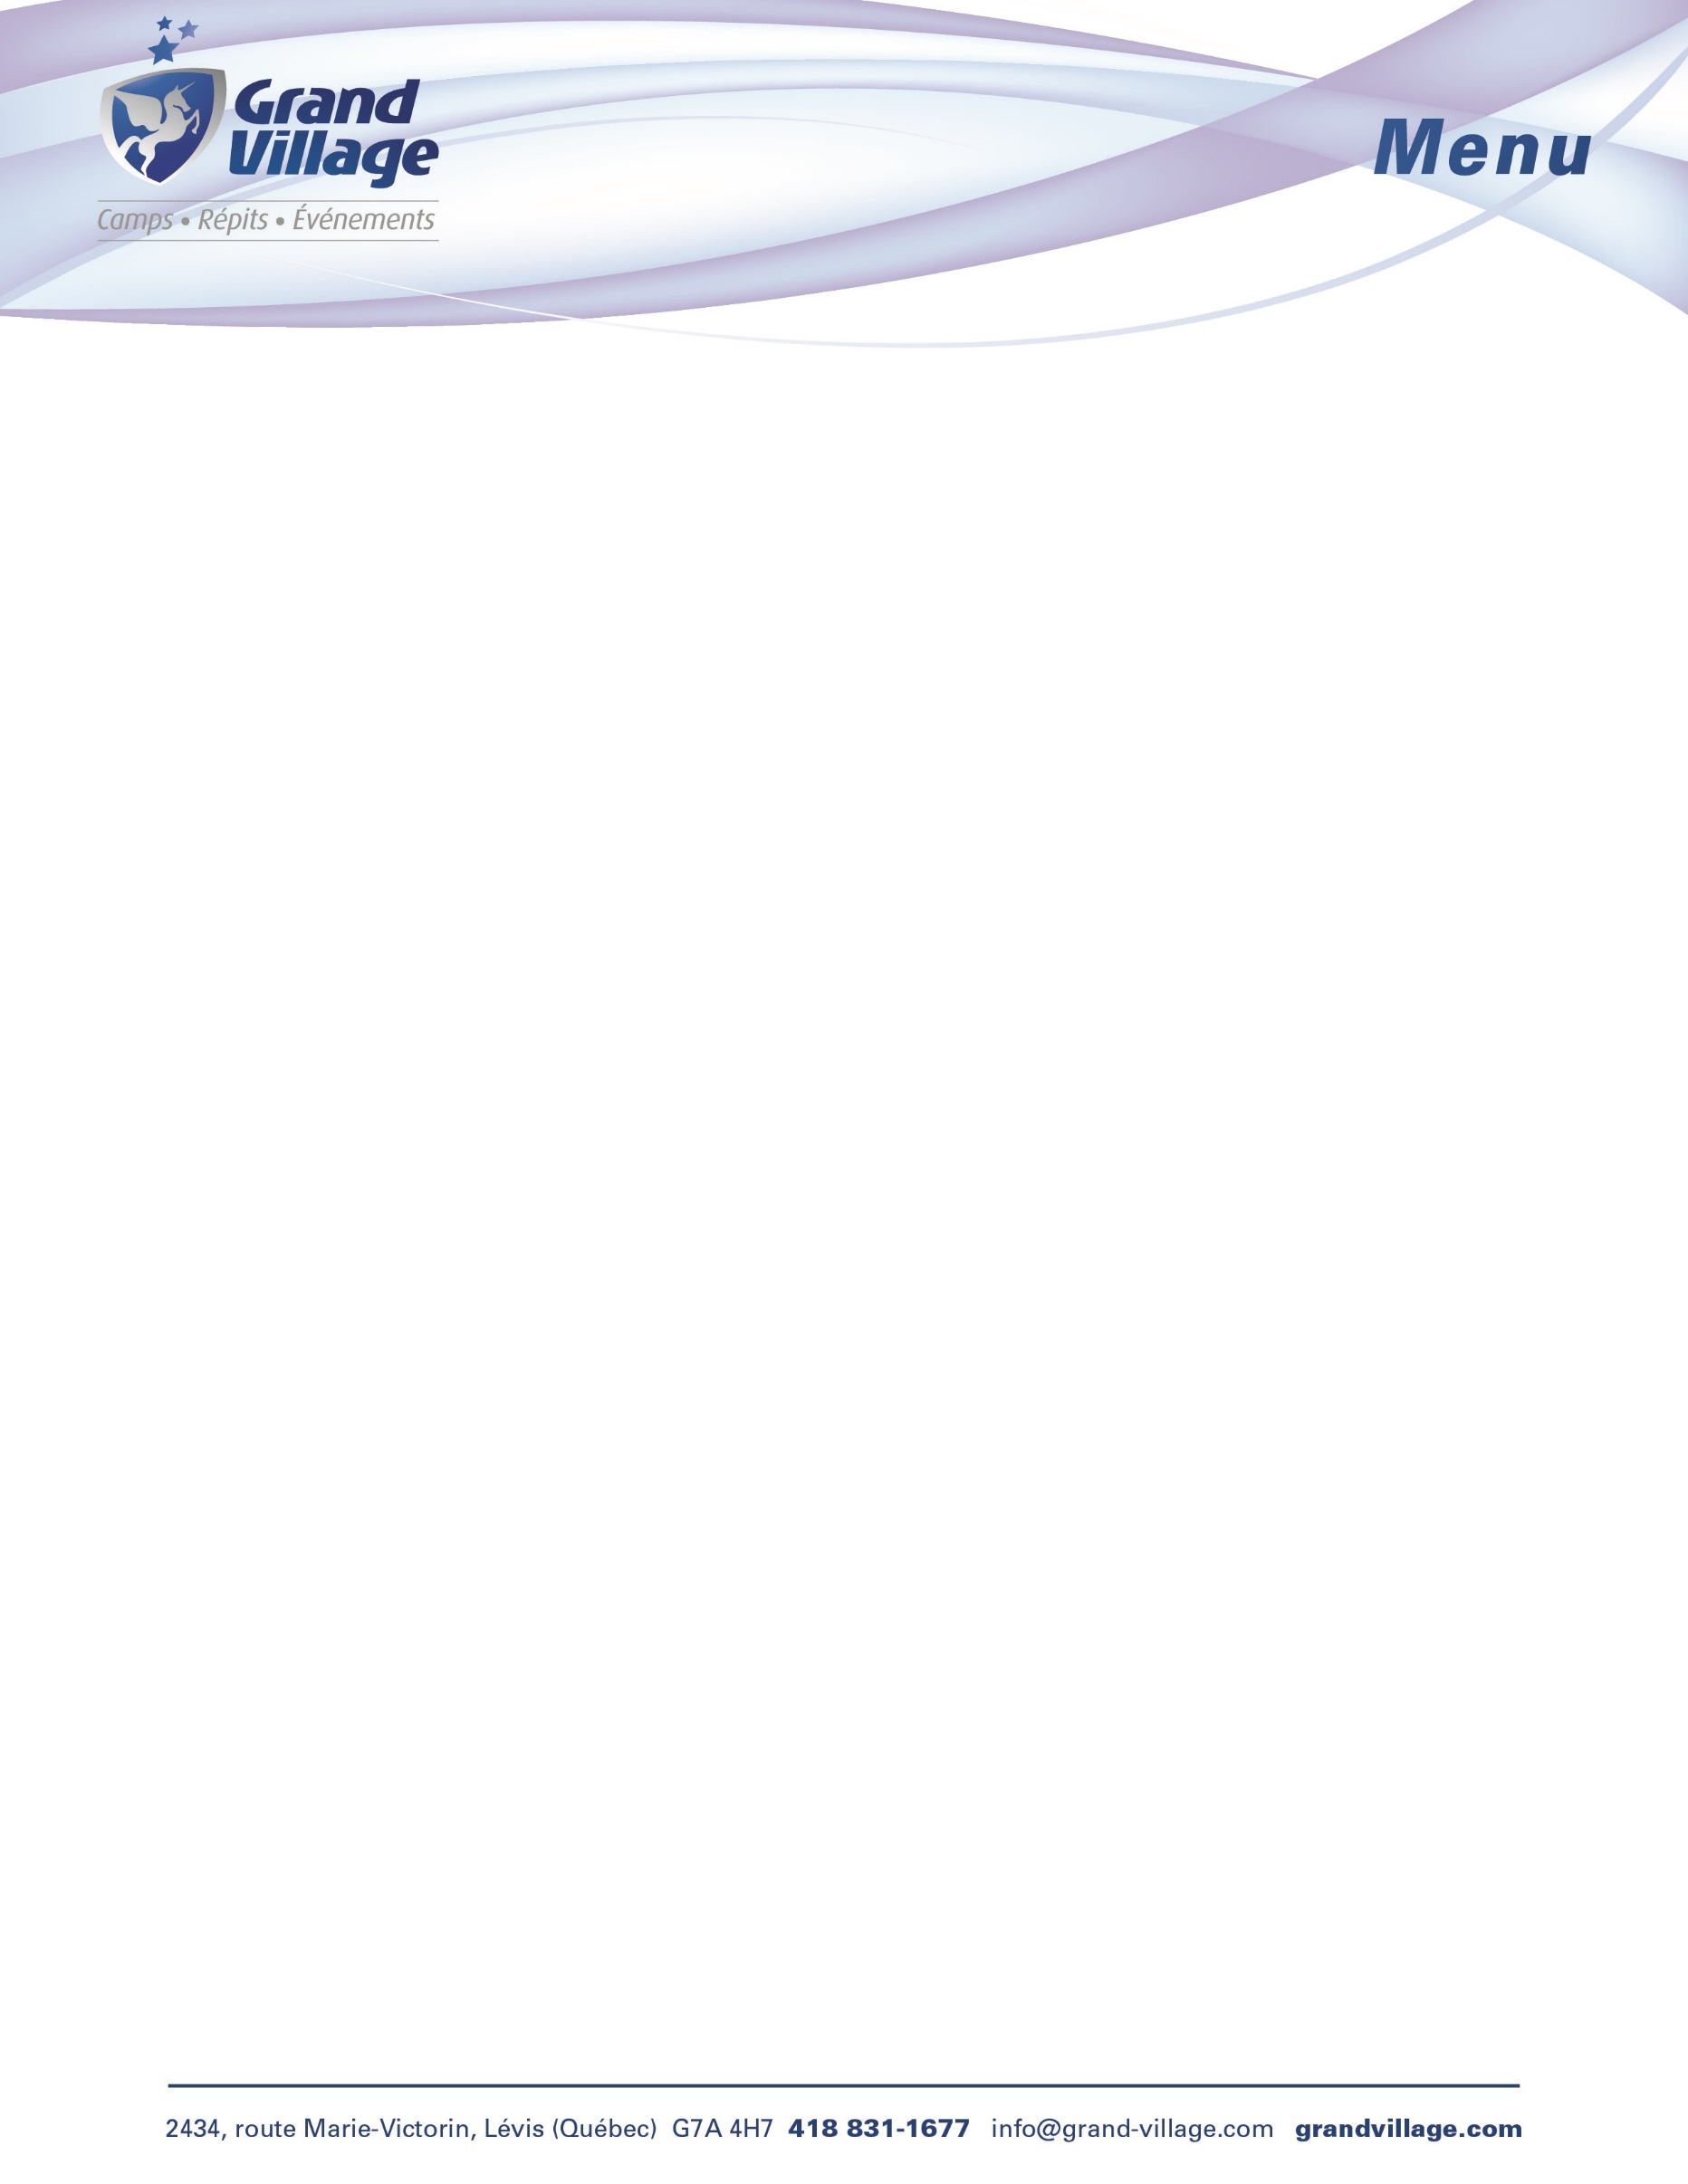 Grand
Village
Camps • Répits • Événements
Menu
2434, route Marie-Victorin, Lévis (Québec) G7A 4H7 418 831-1677 info@grand-village.com grandvillage.com